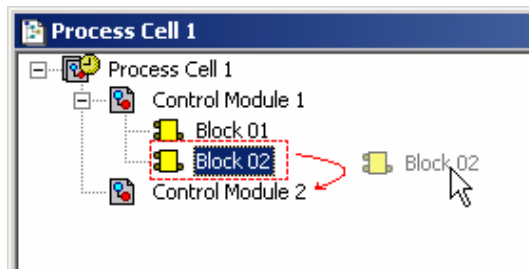 Process Cell 1
Process Cell 1
Control Module 1
Block 01
Block 02 Block 02
Control Module 2